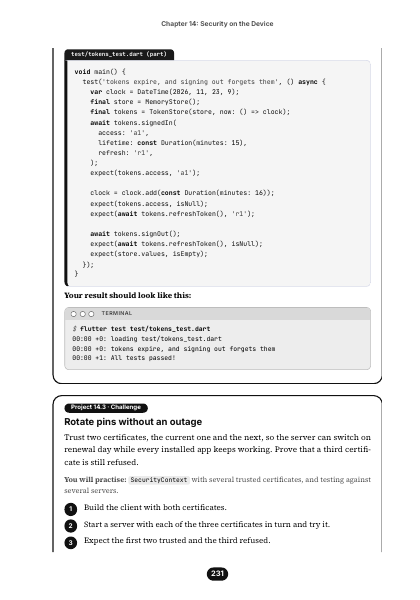 Chapter 14: Security on the Device
test/tokens_test.dart (part)
void main() {
  test('tokens expire, and signing out forgets them', () async {
    var clock = DateTime(2026, 11, 23, 9);
    final store = MemoryStore();
    final tokens = TokenStore(store, now: () => clock);
    await tokens.signedIn(
      access: 'a1',
      lifetime: const Duration(minutes: 15),
      refresh: 'r1',
    );
    expect(tokens.access, 'a1');

    clock = clock.add(const Duration(minutes: 16));
    expect(tokens.access, isNull);
    expect(await tokens.refreshToken(), 'r1');

    await tokens.signOut();
    expect(await tokens.refreshToken(), isNull);
    expect(store.values, isEmpty);
  });
}
Your result should look like this:
TERMINAL
$ flutter test test/tokens_test.dart
00:00 +0: loading test/tokens_test.dart
00:00 +0: tokens expire, and signing out forgets them
00:00 +1: All tests passed!
Project 14.3 · Challenge
Rotate pins without an outage
Trust two certificates, the current one and the next, so the server can switch on
renewal day while every installed app keeps working. Prove that a third certifi-
cate is still refused.
You will practise: SecurityContext with several trusted certificates, and testing against
several servers.
1 Build the client with both certificates.
2 Start a server with each of the three certificates in turn and try it.
3 Expect the first two trusted and the third refused.
231